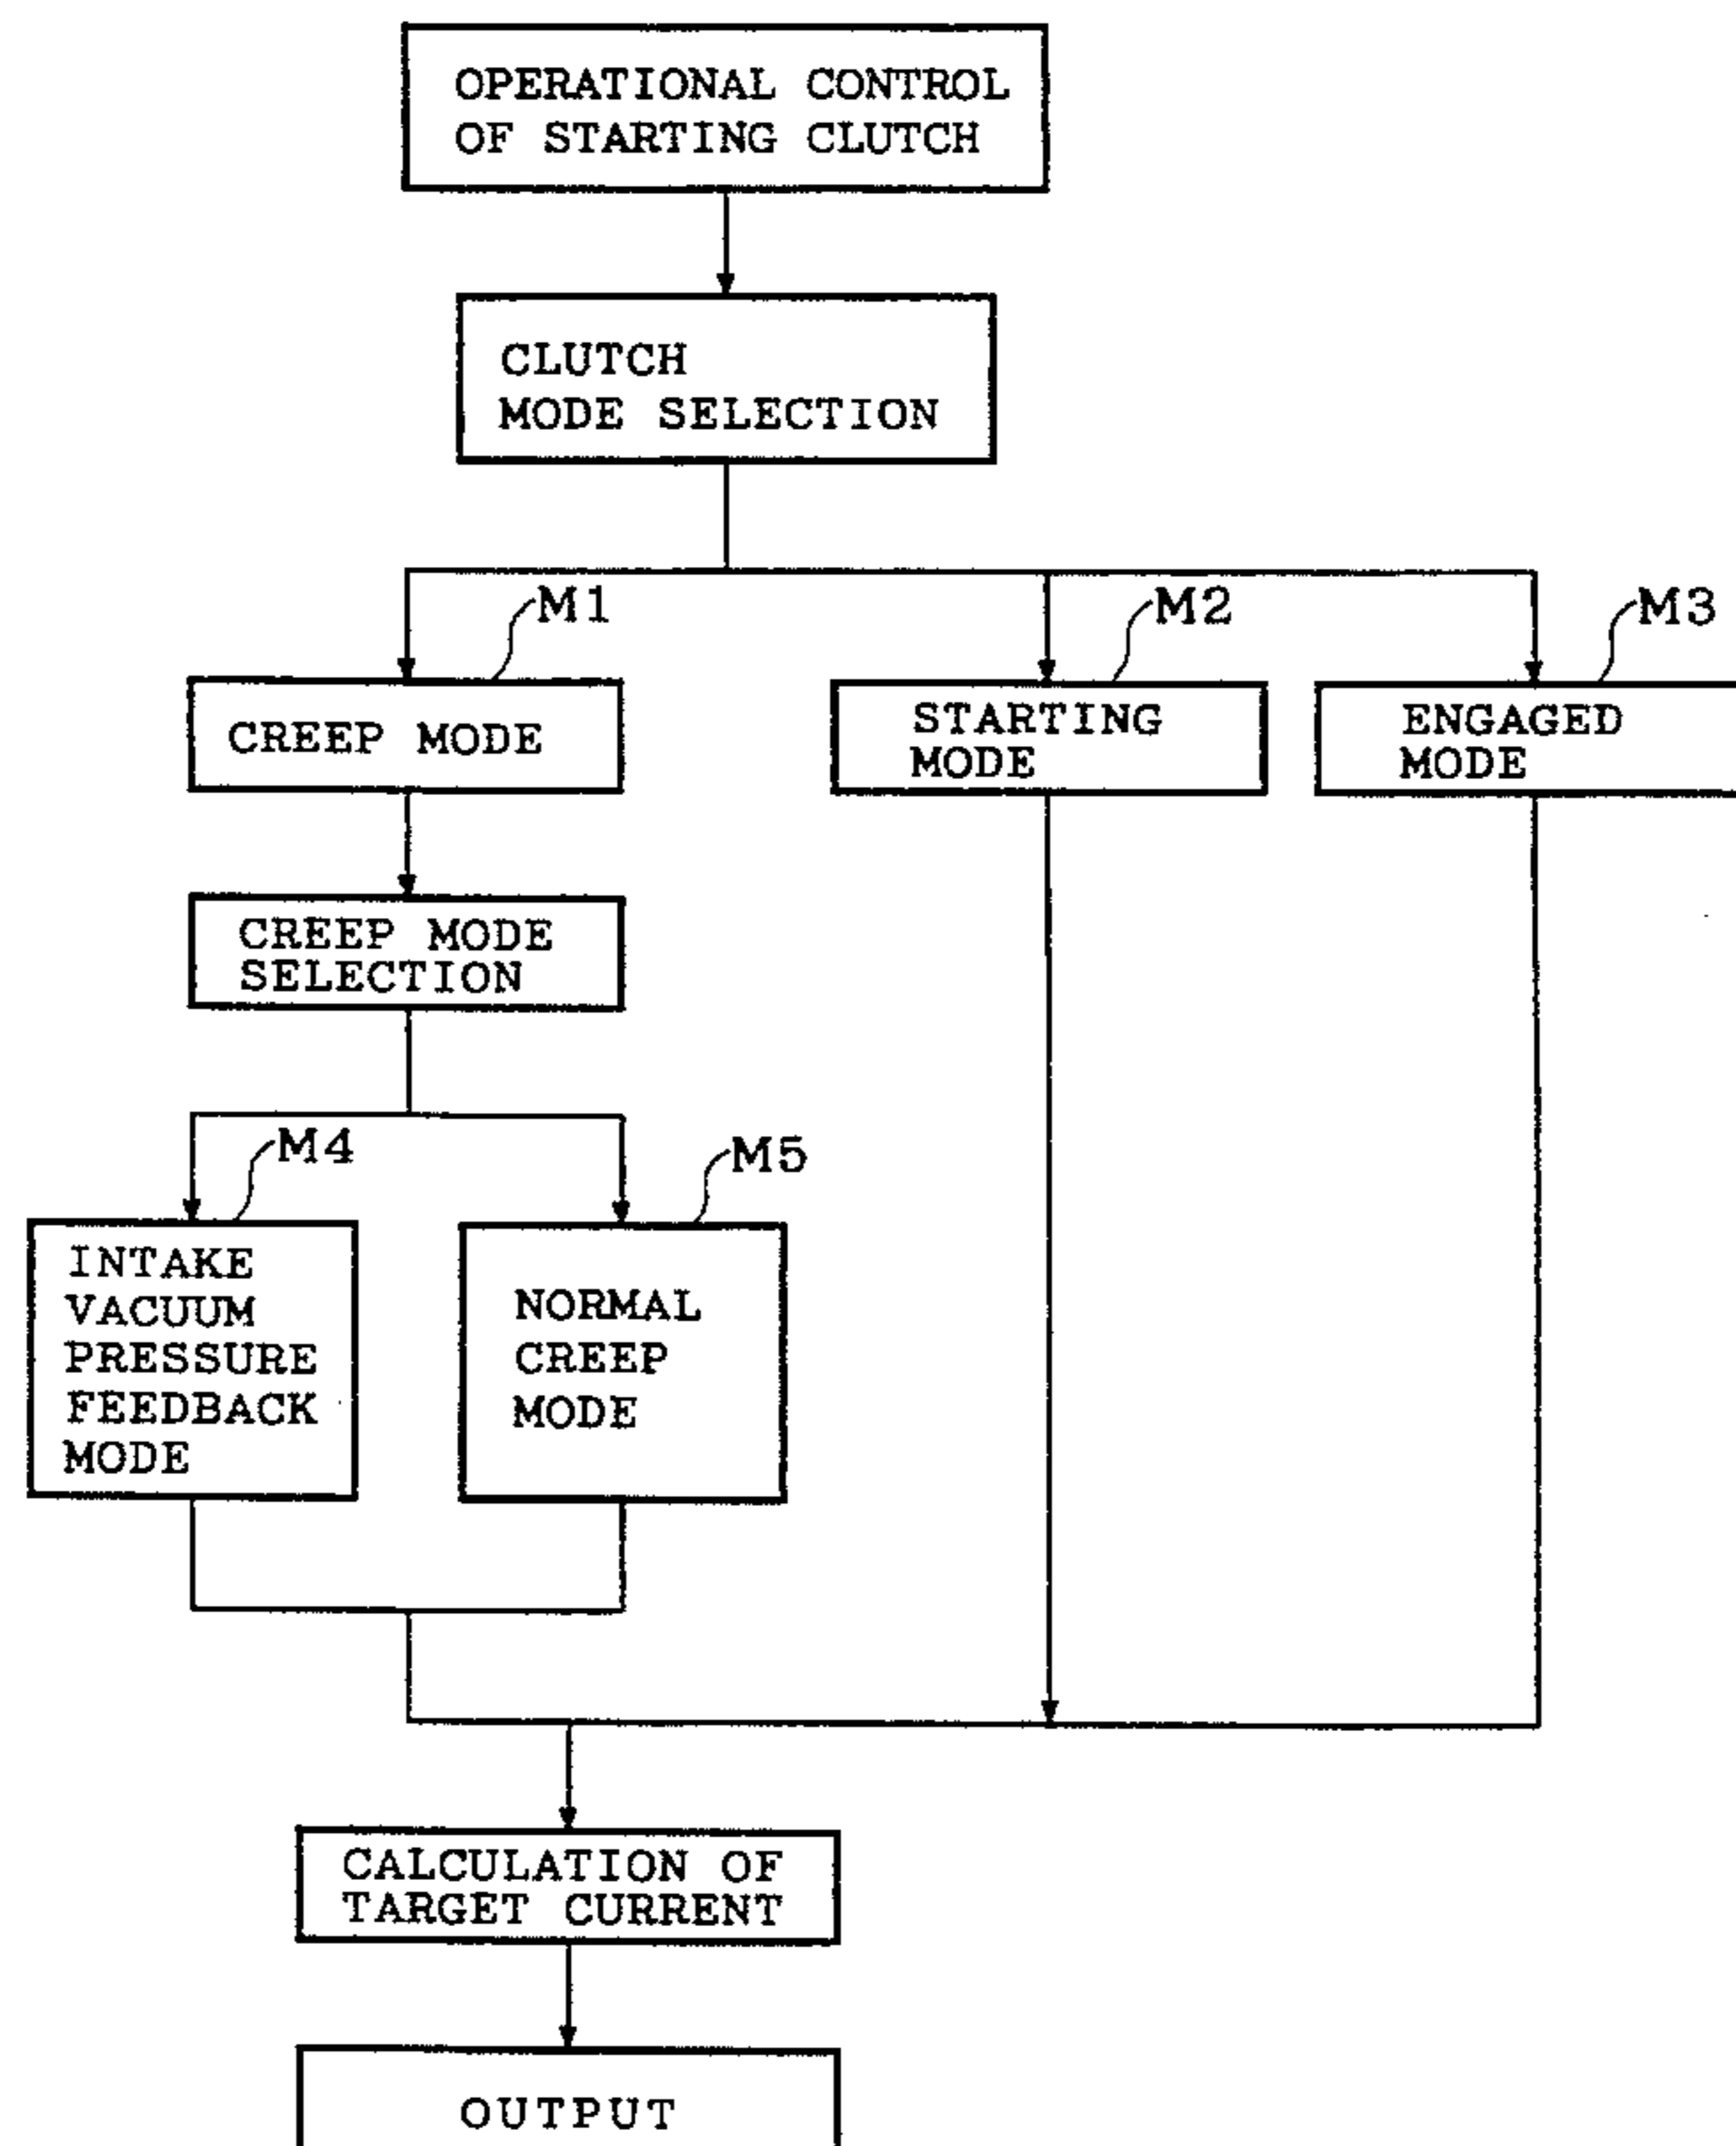 OPERATIONAL CONTROL
OF STARTING CLUTCH
CLUTCH
MODE SELECTION
M1
M2
M3
CREEP MODE
STARTING
MODE
ENGAGED
MODE
CREEP MODE
SELECTION
M4
M5
INTAKE
VACUUM
PRESSURE
FEEDBACK
MODE
NORMAL
CREEP
MODE
CALCULATION OF
TARGET CURRENT
OUTPUT